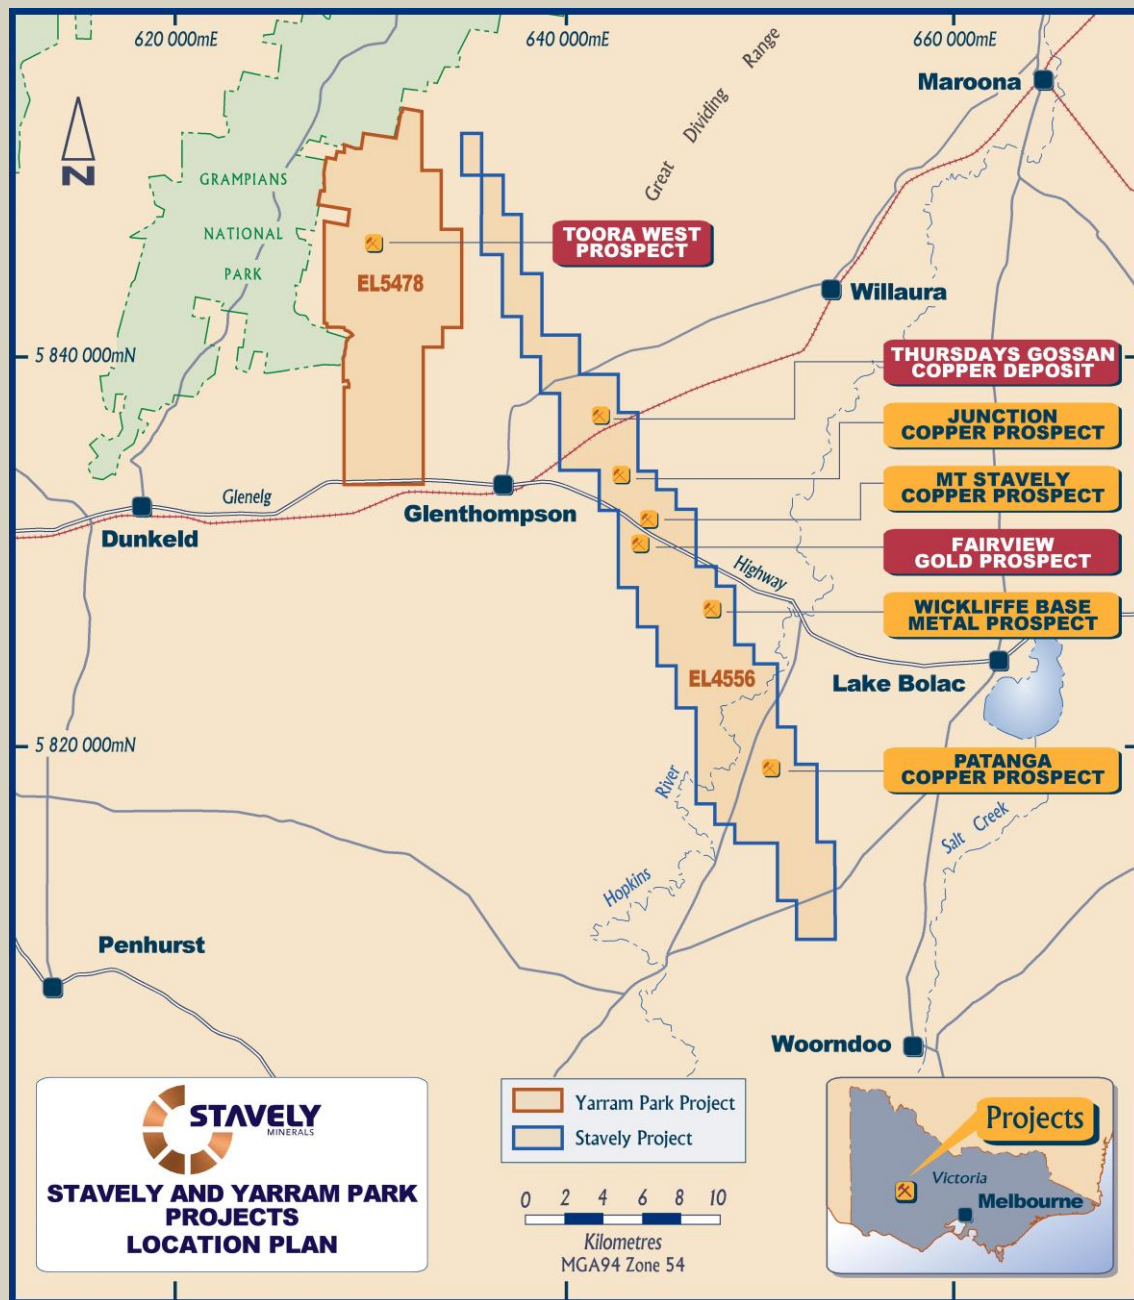 620 000mE
640 000mE
660 000mE
Great Dividing Range
Maroona
N
GRAMPIANS
NATIONAL
PARK
TOORA WEST
PROSPECT
EL5478
Willaura
5 840 000mN
THURSDAYS GOSSAN
COPPER DEPOSIT
JUNCTION
COPPER PROSPECT
MT STAVELY
COPPER PROSPECT
Glenelg
Glenthompson
Dunkeld
FAIRVIEW
GOLD PROSPECT
Highway
WICKLIFFE BASE
METAL PROSPECT
EL4556
Lake Bolac
5 820 000mN
PATANGA
COPPER PROSPECT
Hopkins River
Salt Creek
Penhurst
Woorndoo
STAVELY
MINERALS
STAVELY AND YARRAM PARK
PROJECTS
LOCATION PLAN
Yarram Park Project
Stavely Project
0 2 4 6 8 10
Kilometres
MGA94 Zone 54
Projects
Victoria
Melbourne